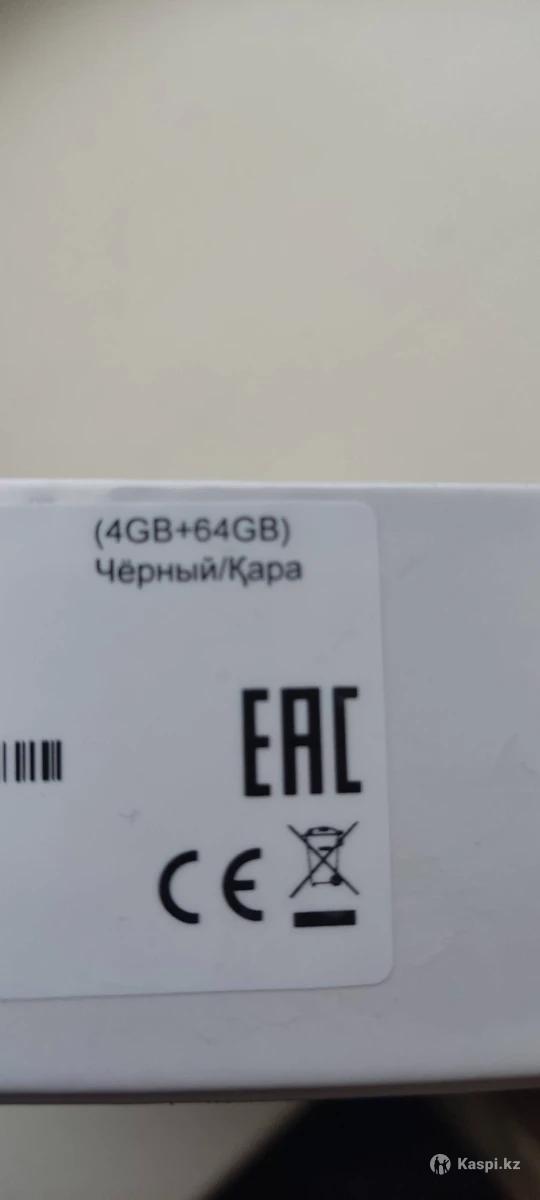 (4GB+64GB)
Чёрный/Қара
EAC
CE
Kaspi.kz